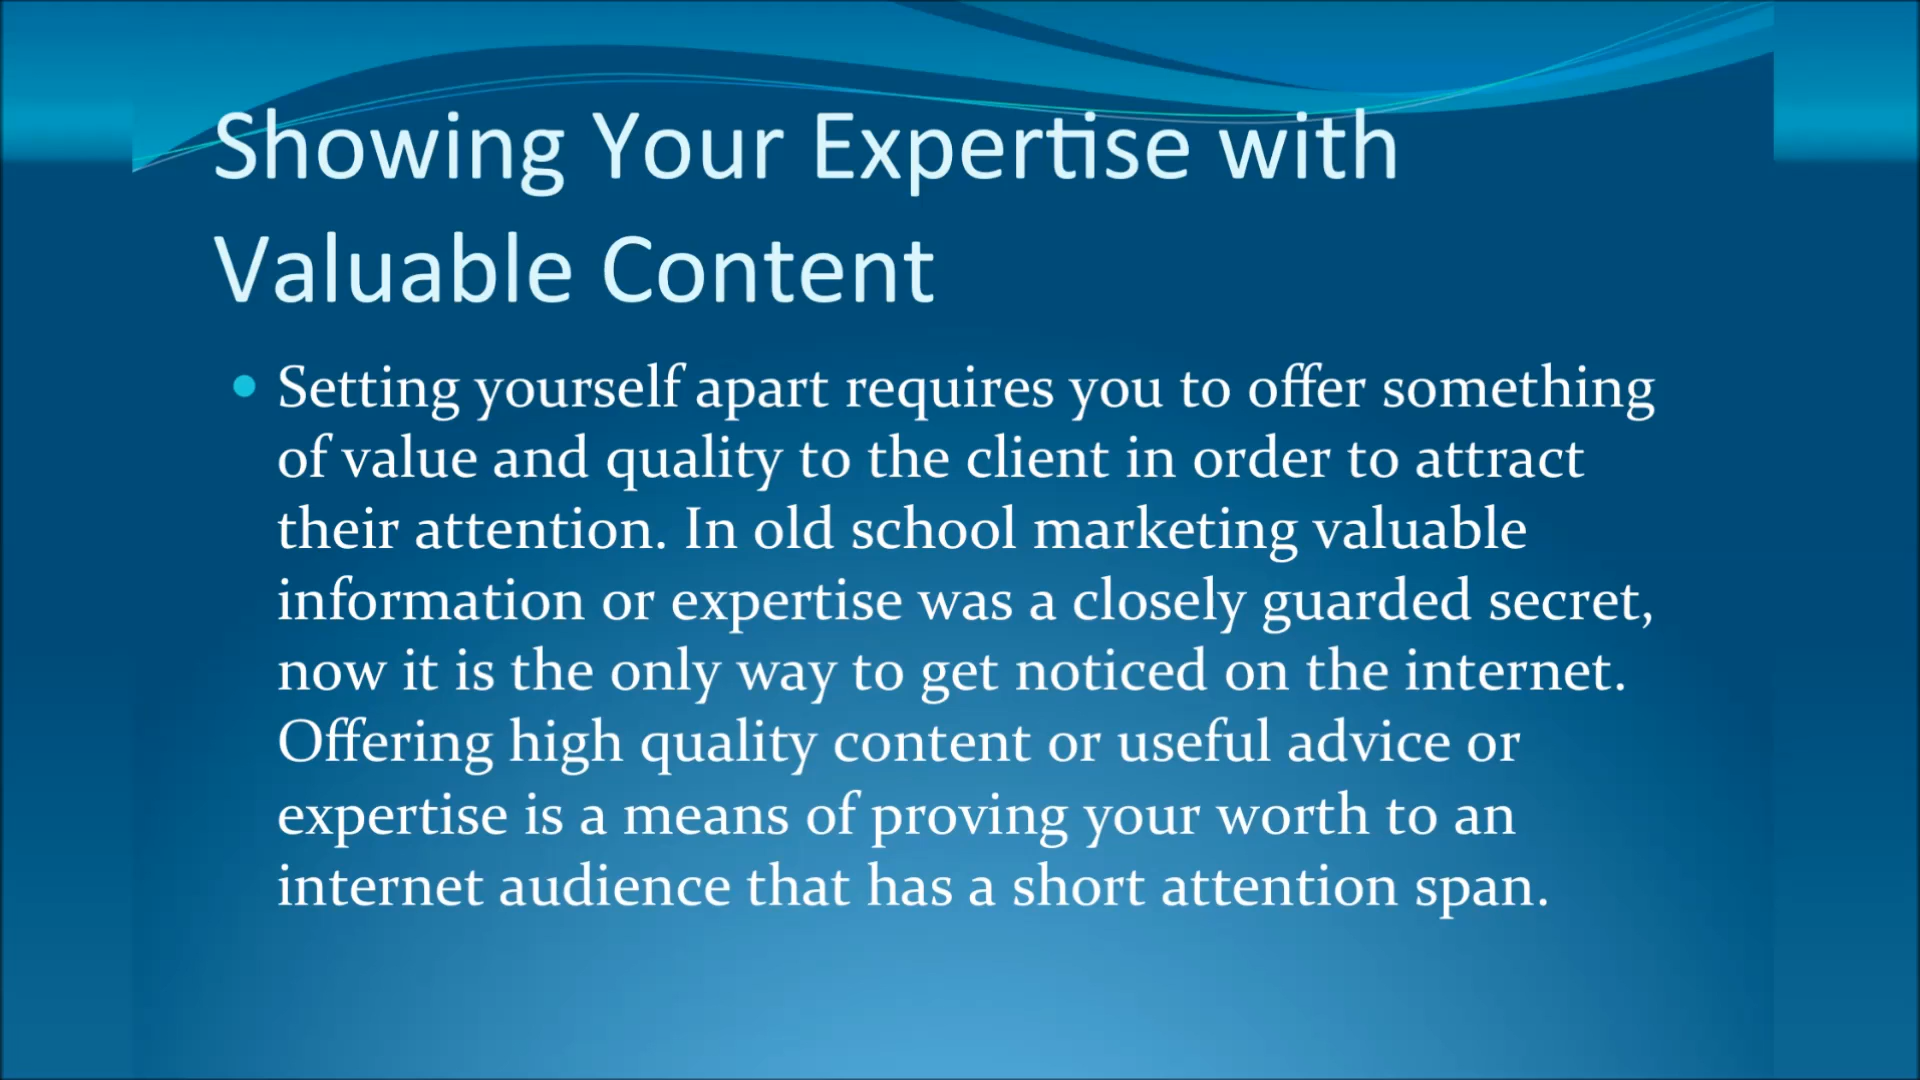 Showing Your Expertise with
Valuable Content
• Setting yourself apart requires you to offer something
of value and quality to the client in order to attract
their attention. In old school marketing valuable
information or expertise was a closely guarded secret,
now it is the only way to get noticed on the internet.
Offering high quality content or useful advice or
expertise is a means of proving your worth to an
internet audience that has a short attention span.